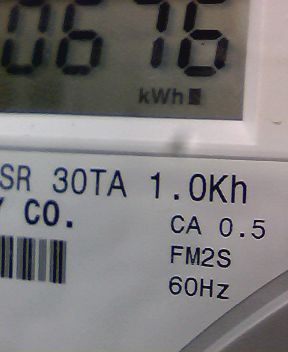 0676
kWh
SR 30TA 1.0Kh
Y CO.
CA 0.5
FM2S
60Hz